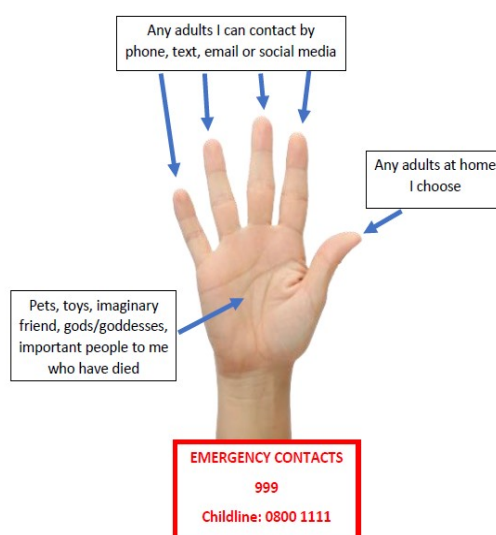 Any adults I can contact by
phone, text, email or social media
Any adults at home
I choose
Pets, toys, imaginary
friend, gods/goddesses,
important people to me
who have died
EMERGENCY CONTACTS
999
Childline: 0800 1111